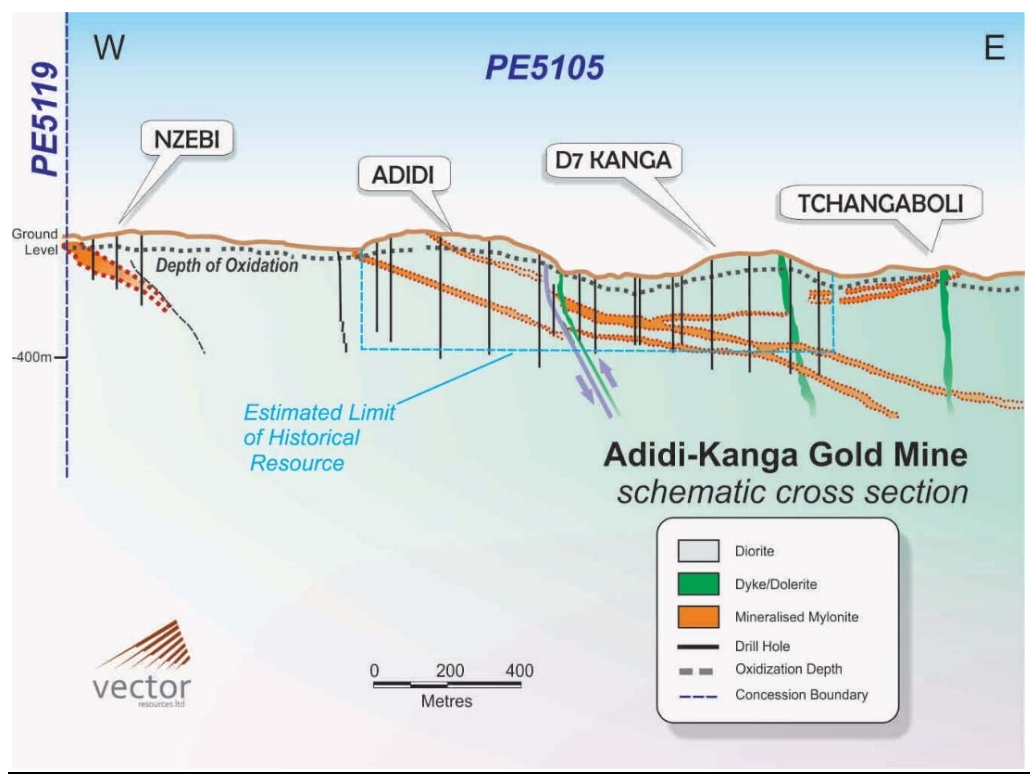 W
PE5105
E
PE5119
NZEBI
ADIDI
D7 KANGA
TCHANGABOLI
Ground
Level
Depth of Oxidation
-400m
Estimated Limit
of Historical
Resource
Adidi-Kanga Gold Mine
schematic cross section
Diorite
Dyke/Dolerite
Mineralised Mylonite
Drill Hole
Oxidization Depth
Concession Boundary
0 200 400
Metres
vector
resources ltd